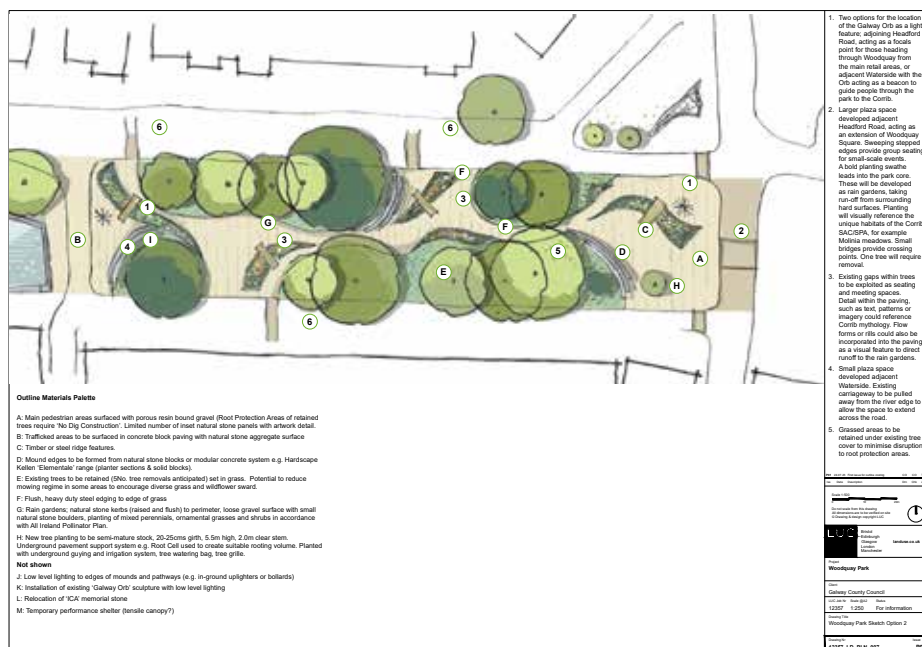 6
6
F
1
3
1
G
F
C
2
B
4
I
3
5
D
A
E
H
6
Outline Materials Palette
A: Main pedestrian areas surfaced with porous resin bound gravel (Root Protection Areas of retained
trees require 'No Dig Construction'. Limited number of inset natural stone panels with artwork detail.
B: Trafficked areas to be surfaced in concrete block paving with natural stone aggregate surface
C: Timber or steel ridge features.
D: Mound edges to be formed from natural stone blocks or modular concrete system e.g. Hardscape
Kellen 'Elementale' range (planter sections & solid blocks).
E: Existing trees to be retained (5No. tree removals anticipated) set in grass. Potential to reduce
mowing regime in some areas to encourage diverse grass and wildflower sward.
F: Flush, heavy duty steel edging to edge of grass
G: Rain gardens; natural stone kerbs (raised and flush) to perimeter, loose gravel surface with small
natural stone boulders, planting of mixed perennials, ornamental grasses and shrubs in accordance
with All Ireland Pollinator Plan.
H: New tree planting to be semi-mature stock, 20-25cms girth, 5.5m high, 2.0m clear stem.
Underground pavement support system e.g. Root Cell used to create suitable rooting volume. Planted
with underground guying and irrigation system, tree watering bag, tree grille.
Not shown
J: Low level lighting to edges of mounds and pathways (e.g. in-ground uplighters or bollards)
K: Installation of existing 'Galway Orb' sculpture with low level lighting
L: Relocation of 'ICA' memorial stone
M: Temporary performance shelter (tensile canopy?)
1. Two options for the location
of the Galway Orb as a light
feature; adjoining Headford
Road, acting as a focals
point for those heading
through Woodquay from
the main retail areas, or
adjacent Waterside with the
Orb acting as a beacon to
guide people through the
park to the Corrib.
2. Larger plaza space
developed adjacent
Headford Road, acting as
an extension of Woodquay
Square. Sweeping stepped
edges provide group seating
for small-scale events.
A bold planting swathe
leads into the park core.
These will be developed
as rain gardens, taking
run-off from surrounding
hard surfaces. Planting
will visually reference the
unique habitats of the Corrib
SAC/SPA, for example
Molinia meadows. Small
bridges provide crossing
points. One tree will require
removal.
3. Existing gaps within trees
to be exploited as seating
and meeting spaces.
Detail within the paving,
such as text, patterns or
imagery could reference
Corrib mythology. Flow
forms or rills could also be
incorporated into the paving
as a visual feature to direct
runoff to the rain gardens.
4. Small plaza space
developed adjacent
Waterside. Existing
carriageway to be pulled
away from the river edge to
allow the space to extend
across the road.
5. Grassed areas to be
retained under existing tree
cover to minimise disruption
to root protection areas.
Do not scale from this drawing
All dimensions are to be verified on site
LUC
Bristol
Edinburgh
Glasgow
London
Manchester
landuse.co.uk
Project
Woodquay Park
Client
Galway County Council
LUC Job Nr Scale @A3 Status
12357 1:250 For information
Drawing Title
Woodquay Park Sketch Option 2
Drawing Nr